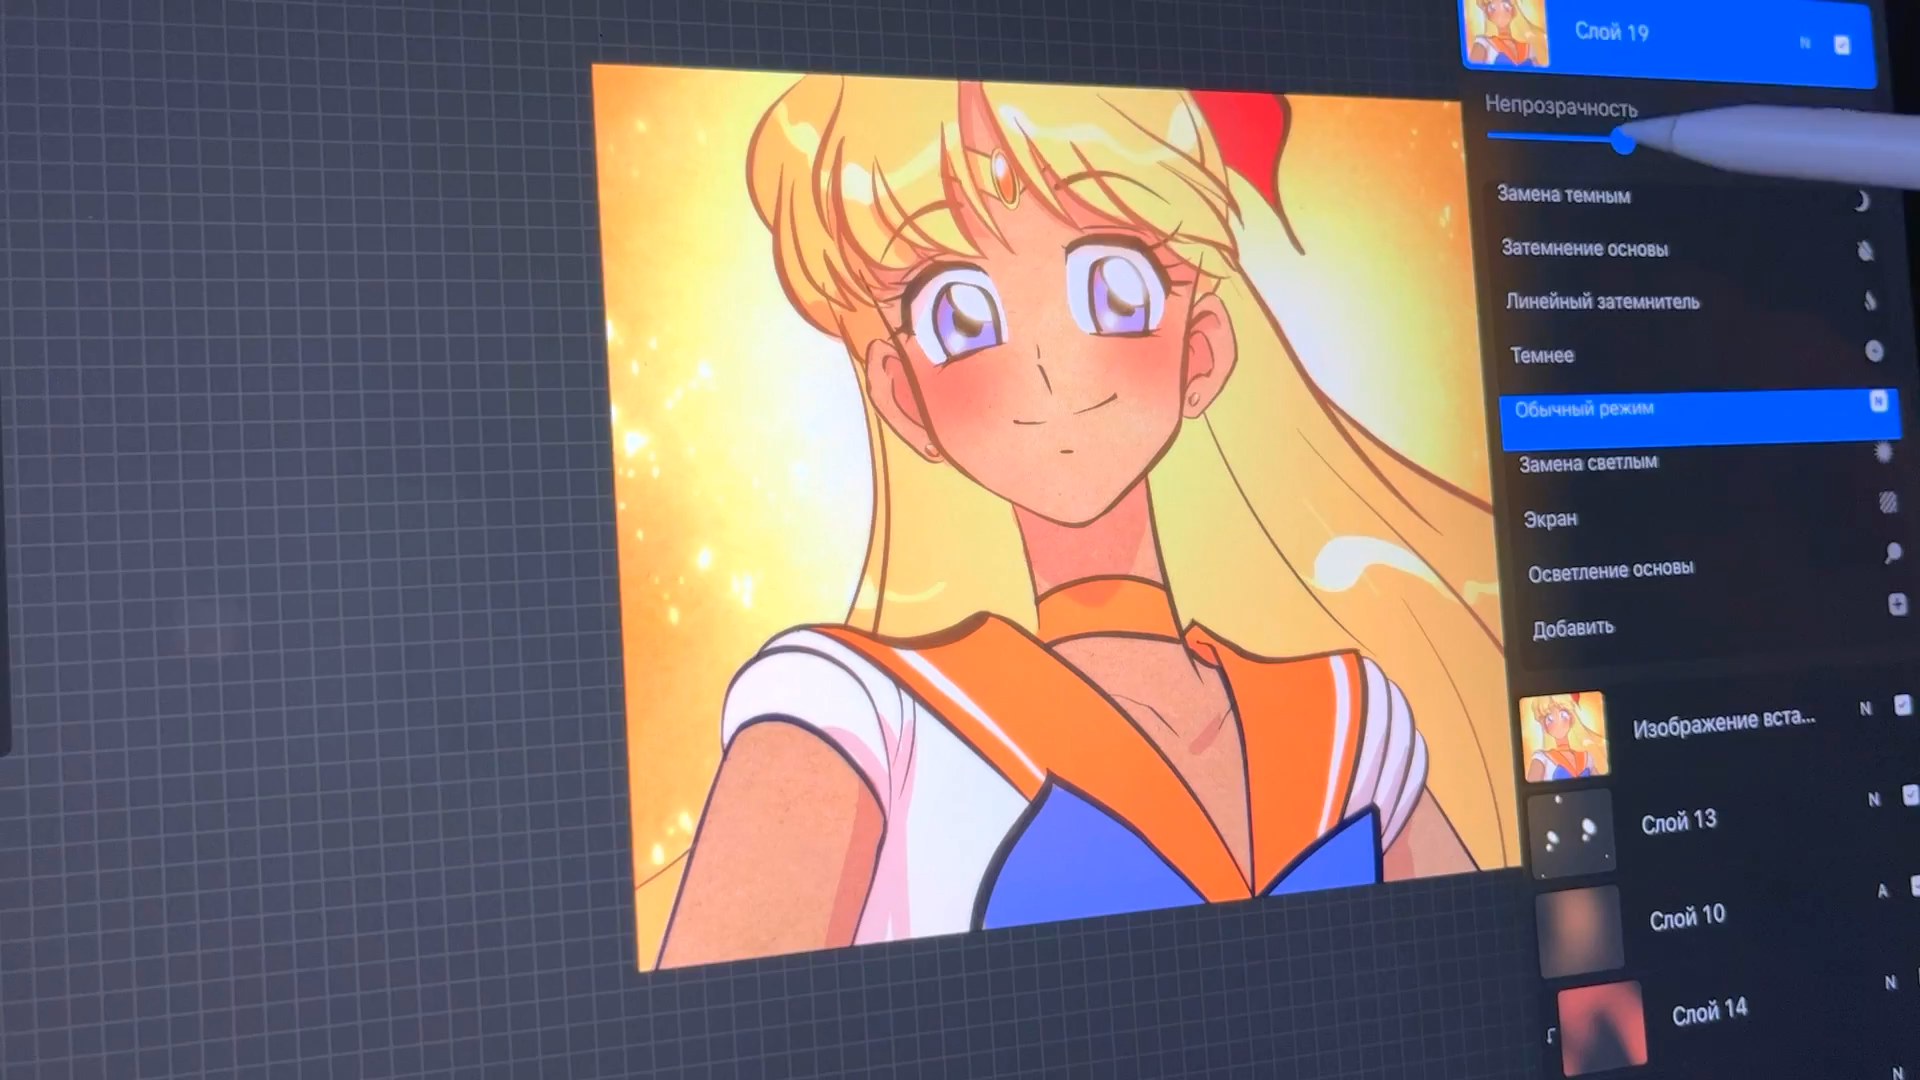 Слой 19
N
Непрозрачность
Замена темным
Затемнение основы
Линейный затемнитель
Темнее
Обычный режим
N
Замена светлым
Экран
Осветление основы
Добавить
Изображение вста...
N
Слой 13
N
Слой 10
A
Слой 14
N
N